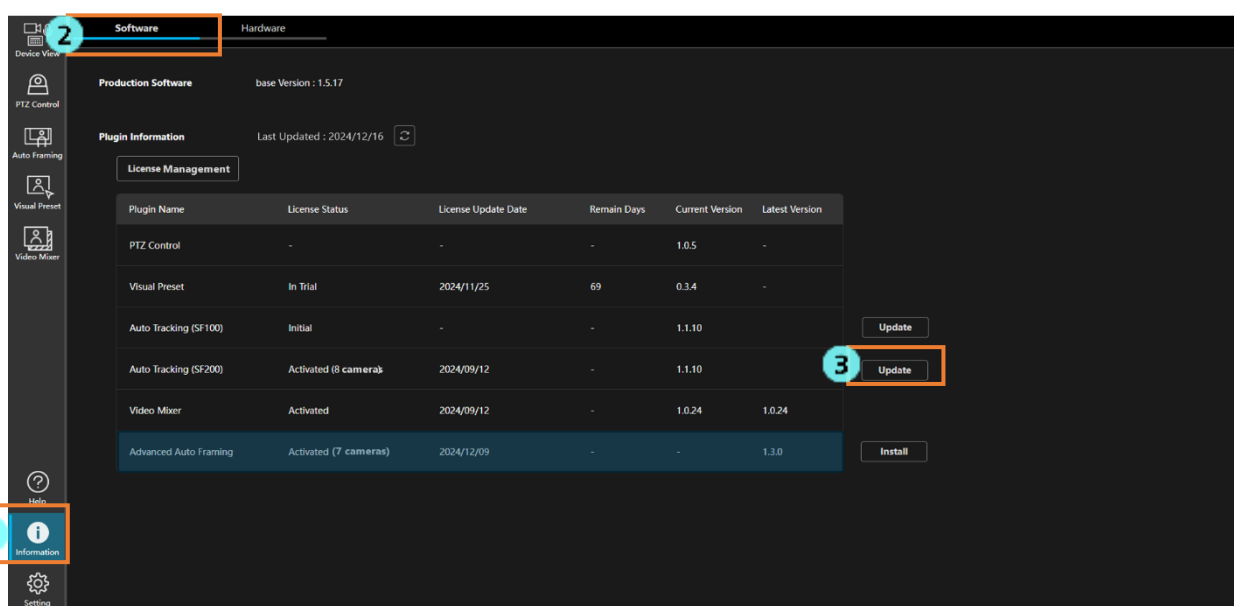 Device View
PTZ Control
Auto Framing
Visual Preset
Video Mixer
Help
Information
Setting
2
Software Hardware
Production Software base Version : 1.5.17
Plugin Information Last Updated : 2024/12/16
License Management
Plugin Name License Status License Update Date Remain Days Current Version Latest Version
PTZ Control - - - 1.0.5 -
Visual Preset In Trial 2024/11/25 69 0.3.4 -
Auto Tracking (SF100) Initial - - 1.1.10 Update
Auto Tracking (SF200) Activated (8 cameras) 2024/09/12 - 1.1.10 3 Update
Video Mixer Activated 2024/09/12 - 1.0.24 1.0.24
Advanced Auto Framing Activated (7 cameras) 2024/12/09 - - 1.3.0 Install